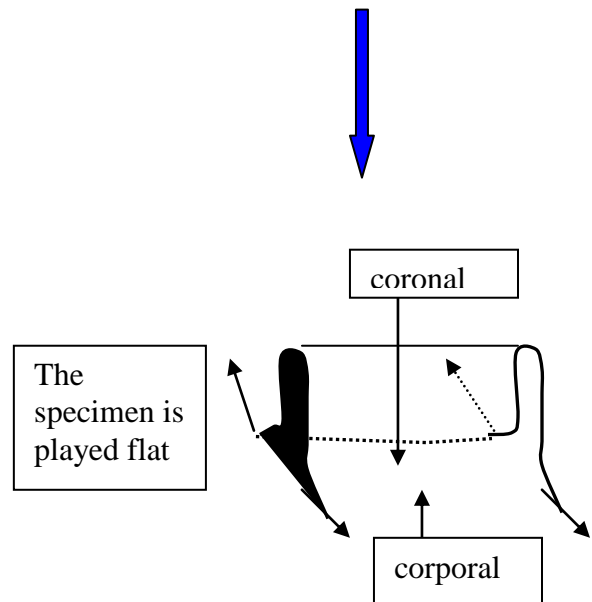 coronal
The
specimen is
played flat
corporal